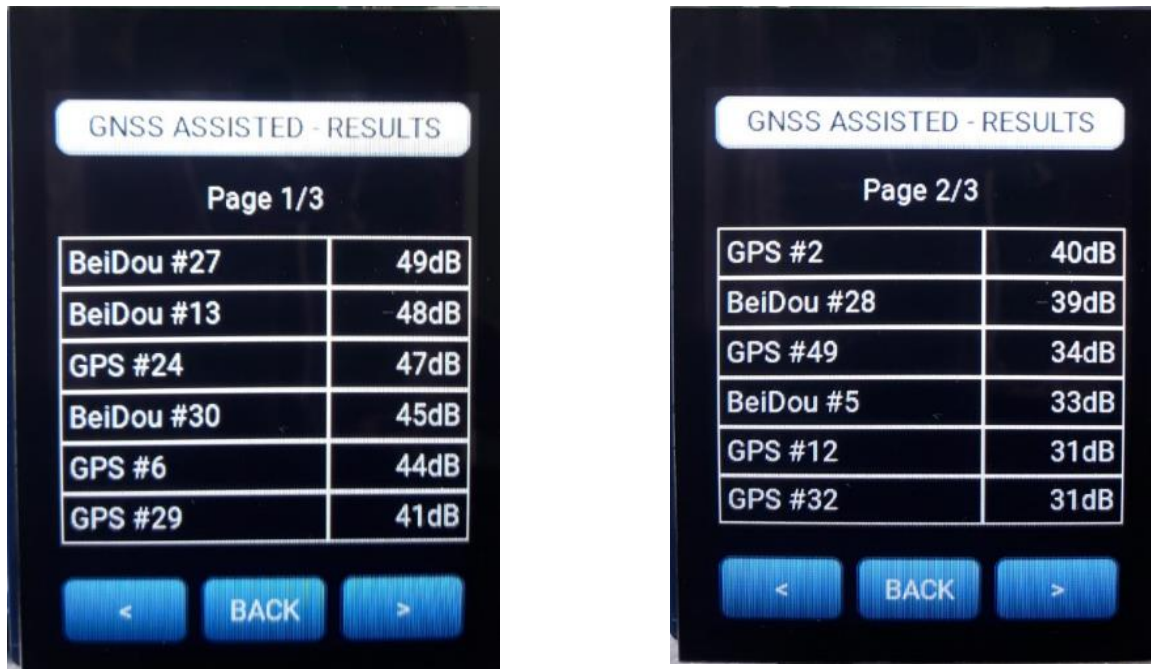 GNSS ASSISTED - RESULTS
Page 1/3
BeiDou #27 49dB
BeiDou #13 48dB
GPS #24 47dB
BeiDou #30 45dB
GPS #6 44dB
GPS #29 41dB
< BACK >
GNSS ASSISTED - RESULTS
Page 2/3
GPS #2 40dB
BeiDou #28 39dB
GPS #49 34dB
BeiDou #5 33dB
GPS #12 31dB
GPS #32 31dB
< BACK >